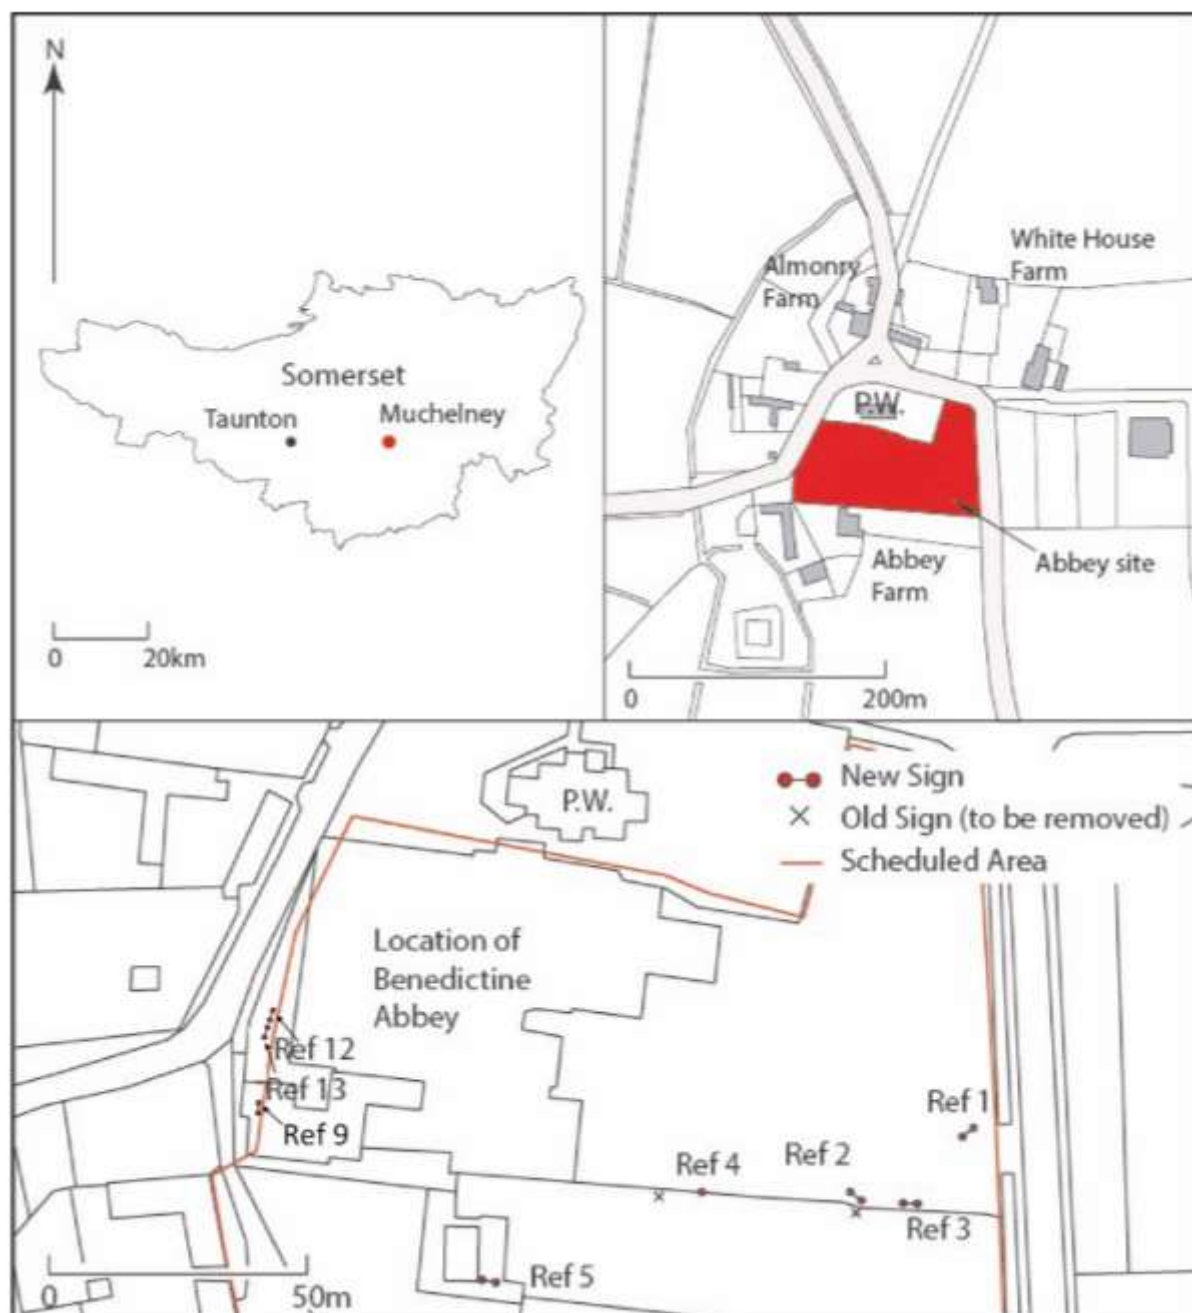 N
Somerset
Taunton
Muchelney
0
20km
White House
Farm
Almonry
Farm
P.W.
Abbey
Farm
Abbey site
0
200m
P.W.
New Sign
Old Sign (to be removed)
Scheduled Area
Location of
Benedictine
Abbey
Ref 12
Ref 13
Ref 9
Ref 1
Ref 2
Ref 4
Ref 3
Ref 5
0
50m